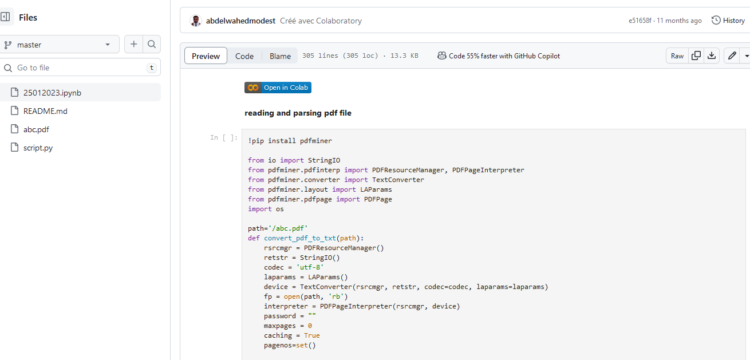 Files
master
Go to file
t
25012023.ipynb
README.md
abc.pdf
script.py
abdelwahedmodest Créé avec Colaboratory
e51658f · 11 months ago
History
Preview
Code
Blame
305 lines (305 loc) · 13.3 KB
Code 55% faster with GitHub Copilot
Raw
Open in Colab
reading and parsing pdf file
In [ ]:
!pip install pdfminer
from io import StringIO
from pdfminer.pdfinterp import PDFResourceManager, PDFPageInterpreter
from pdfminer.converter import TextConverter
from pdfminer.layout import LAParams
from pdfminer.pdfpage import PDFPage
import os
path='/abc.pdf'
def convert_pdf_to_txt(path):
    rsrcmgr = PDFResourceManager()
    retstr = StringIO()
    codec = 'utf-8'
    laparams = LAParams()
    device = TextConverter(rsrcmgr, retstr, codec=codec, laparams=laparams)
    fp = open(path, 'rb')
    interpreter = PDFPageInterpreter(rsrcmgr, device)
    password = ""
    maxpages = 0
    caching = True
    pagenos=set()